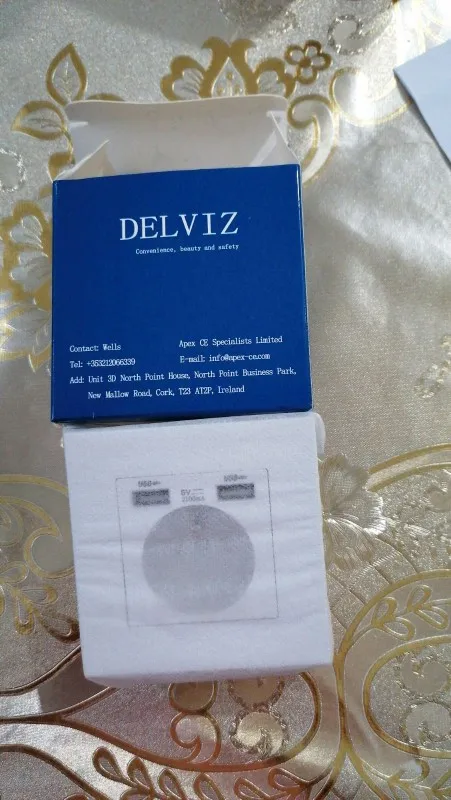 DELVIZ
Convenience, beauty and safety
Contact: Wells
Apex CE Specialists Limited
Tel: +353212066339
E-mail: info@apex-ce.com
Add: Unit 3D North Point House, North Point Business Park,
New Mallow Road, Cork, T23 AT2P, Ireland
5V